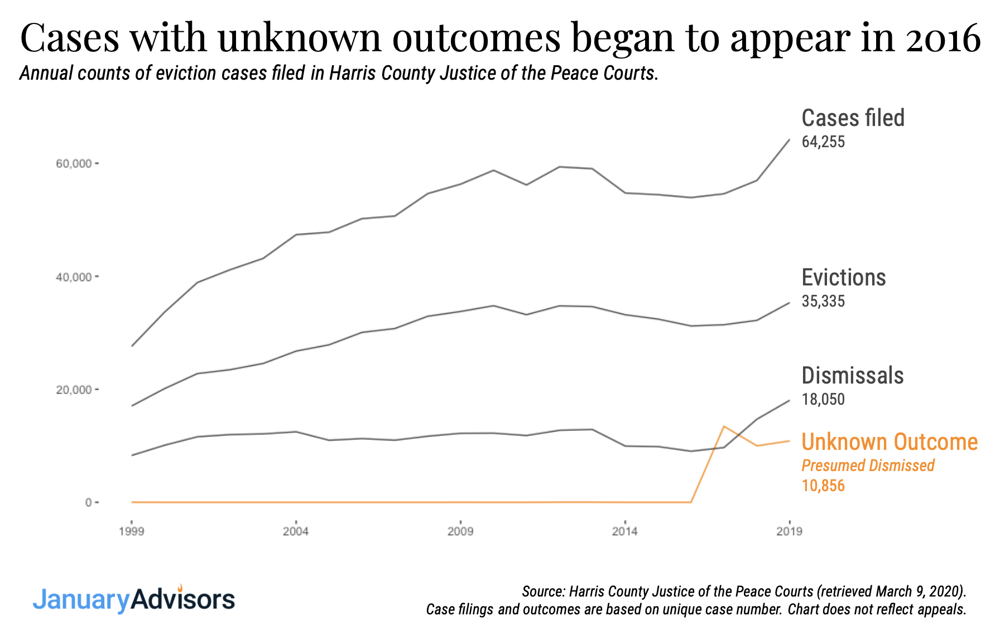 Cases with unknown outcomes began to appear in 2016
Annual counts of eviction cases filed in Harris County Justice of the Peace Courts.
Cases filed
64,255
60,000
40,000
Evictions
35,335
20,000
Dismissals
18,050
Unknown Outcome
Presumed Dismissed
10,856
0
1999 2004 2009 2014 2019
JanuaryAdvisors
Source: Harris County Justice of the Peace Courts (retrieved March 9, 2020).
Case filings and outcomes are based on unique case number. Chart does not reflect appeals.